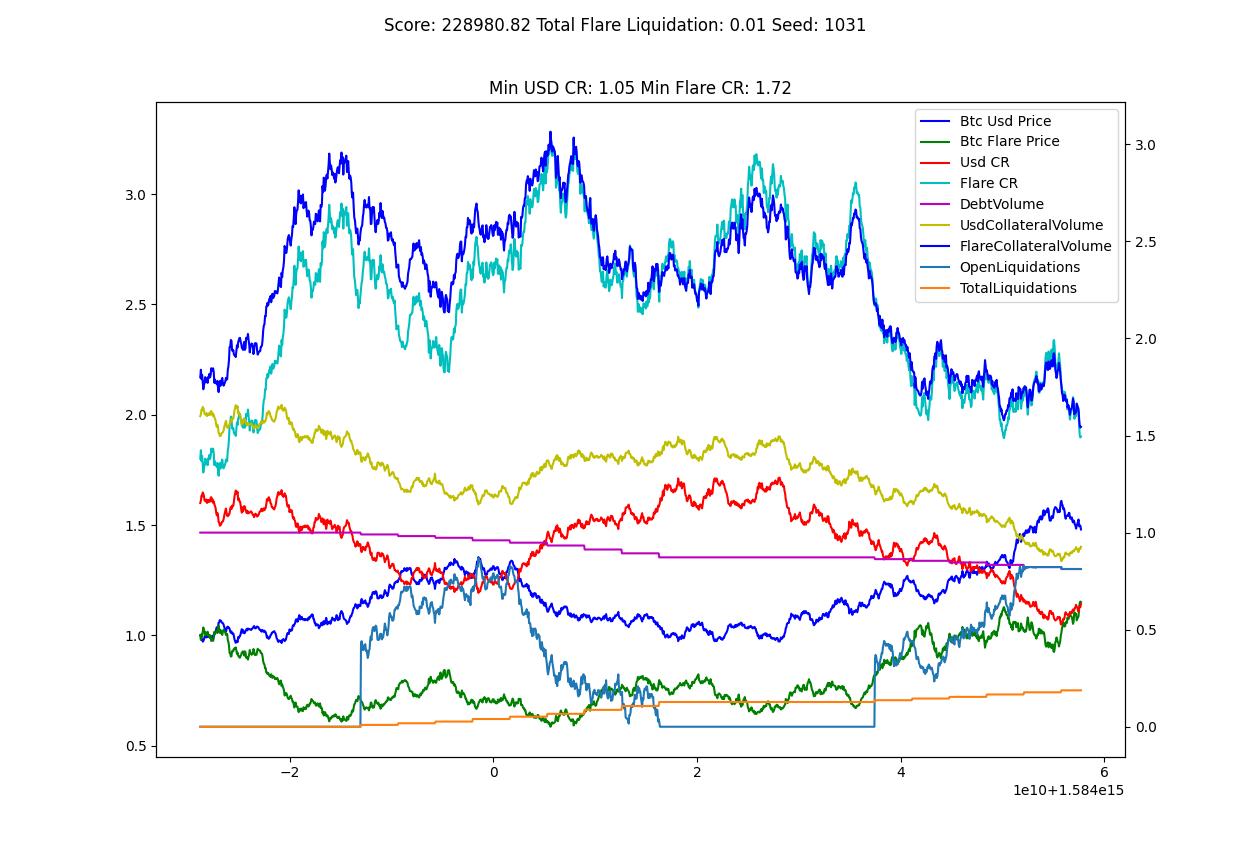 Score: 228980.82 Total Flare Liquidation: 0.01 Seed: 1031
Min USD CR: 1.05 Min Flare CR: 1.72
Btc Usd Price
Btc Flare Price
Usd CR
Flare CR
DebtVolume
UsdCollateralVolume
FlareCollateralVolume
OpenLiquidations
TotalLiquidations
3.0
2.5
2.0
1.5
1.0
0.5
3.0
2.5
2.0
1.5
1.0
0.5
0.0
−2 0 2 4 6
1e10+1.584e15